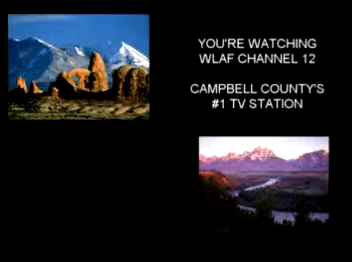 YOU'RE WATCHING
WLAF CHANNEL 12
CAMPBELL COUNTY'S
#1 TV STATION